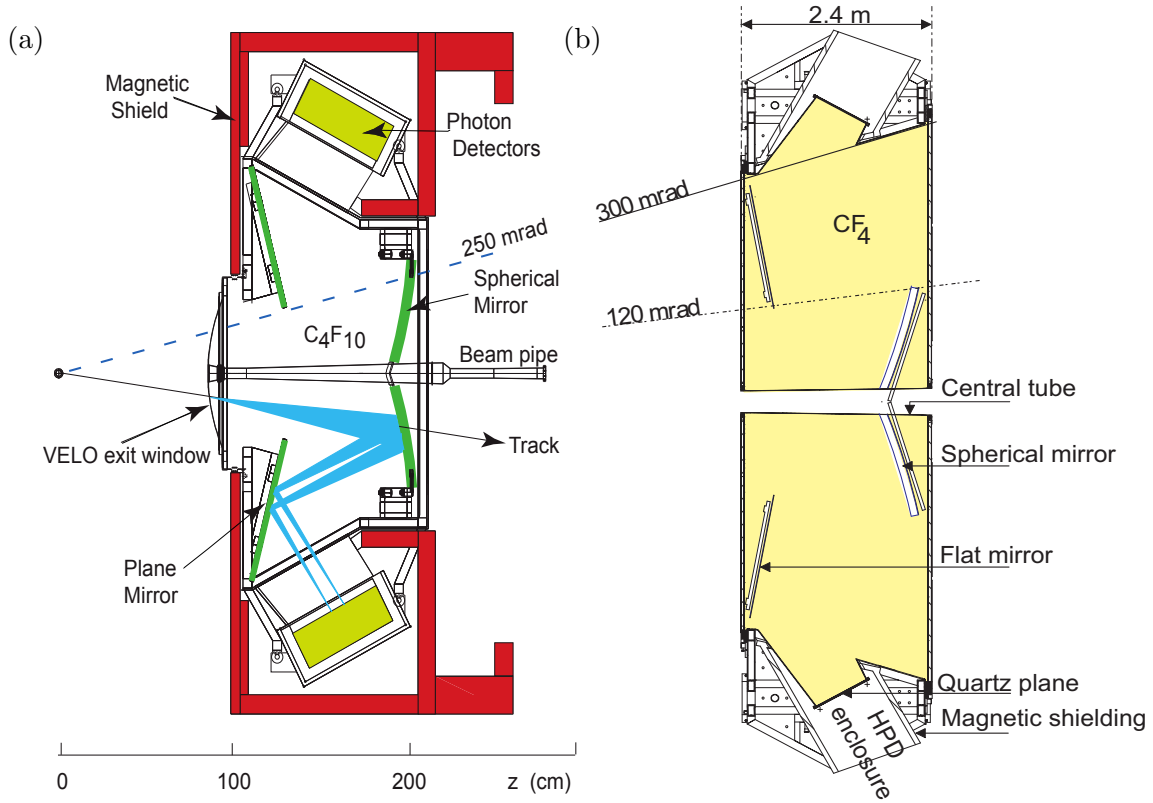 (a)
Magnetic
Shield
Photon
Detectors
250 mrad
Spherical
Mirror
C4F10
Beam pipe
VELO exit window
Track
Plane
Mirror
0
100
200
z (cm)
(b)
2.4 m
300 mrad
CF4
120 mrad
Central tube
Spherical mirror
Flat mirror
Quartz plane
Magnetic shielding
HPD
enclosure